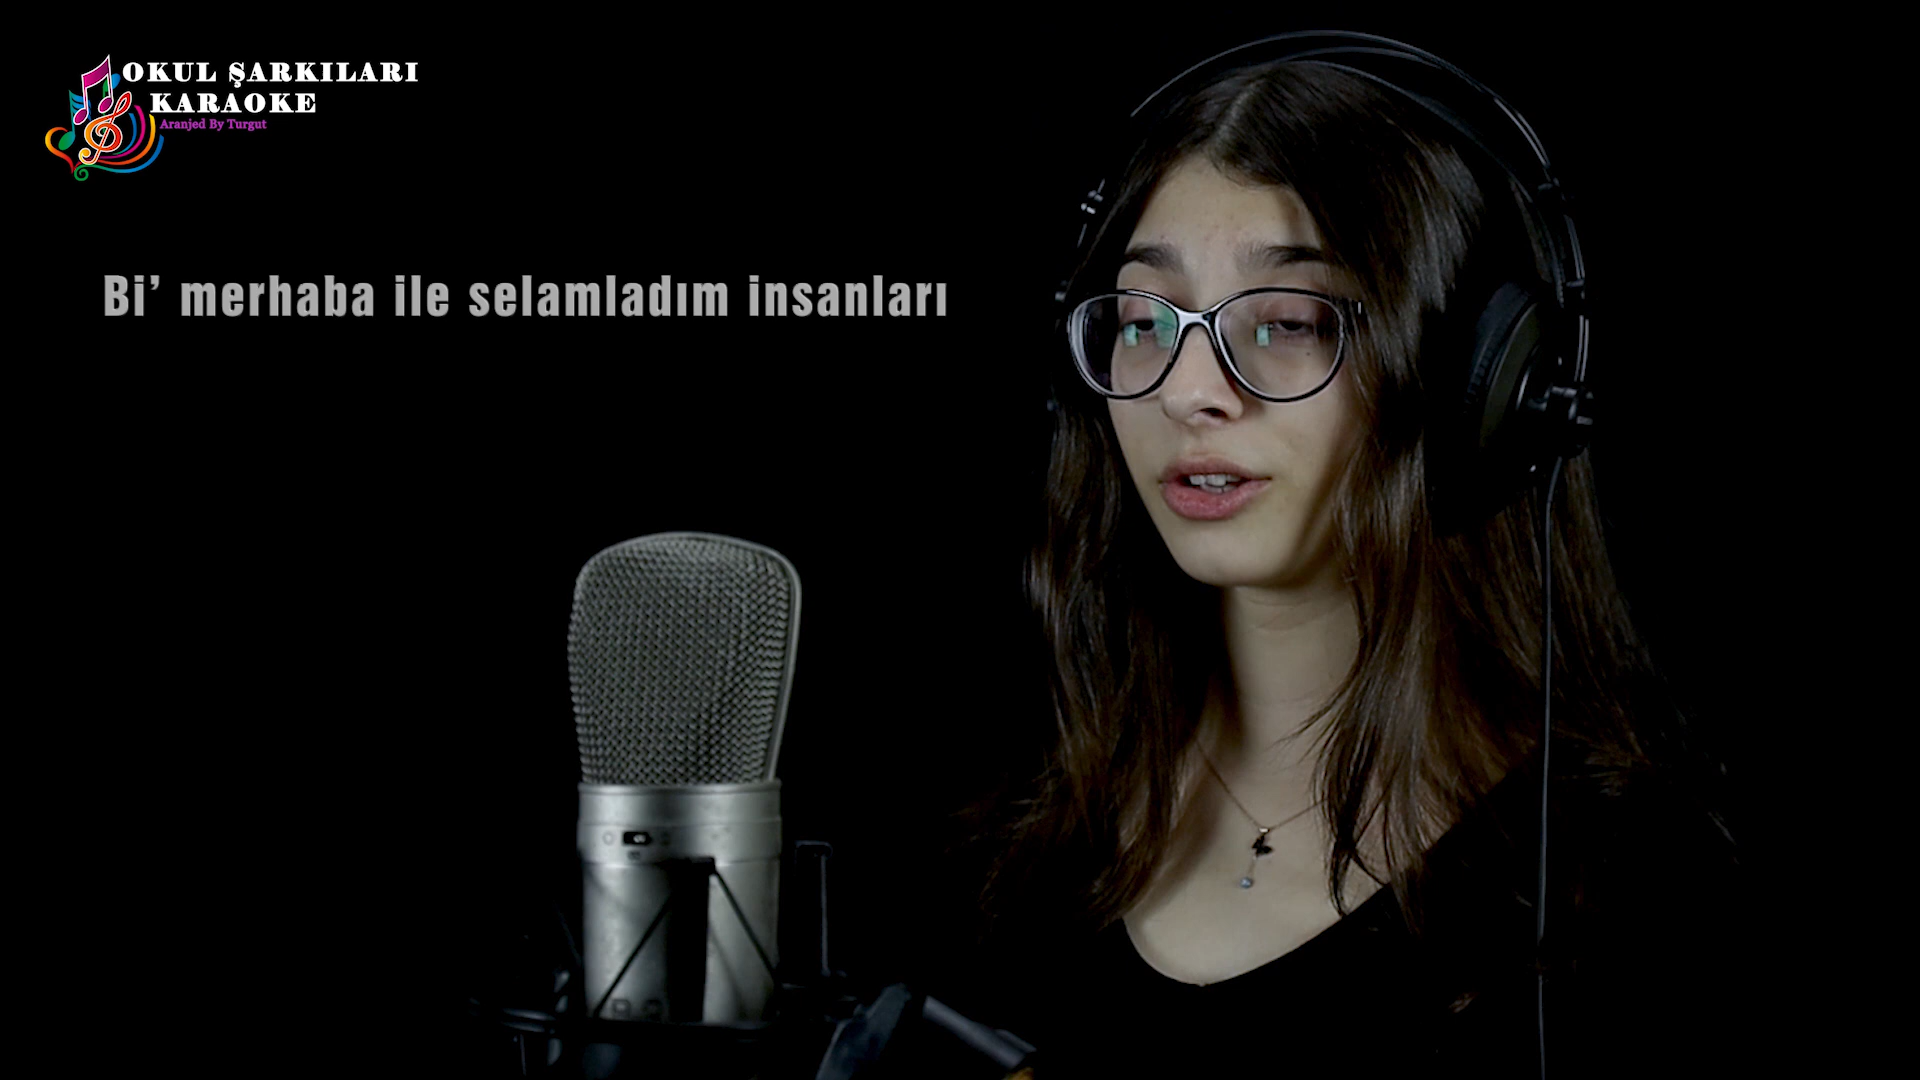 OKUL ŞARKILARI
KARAOKE
Aranjed By Turgut
Bi’ merhaba ile selamladım insanları